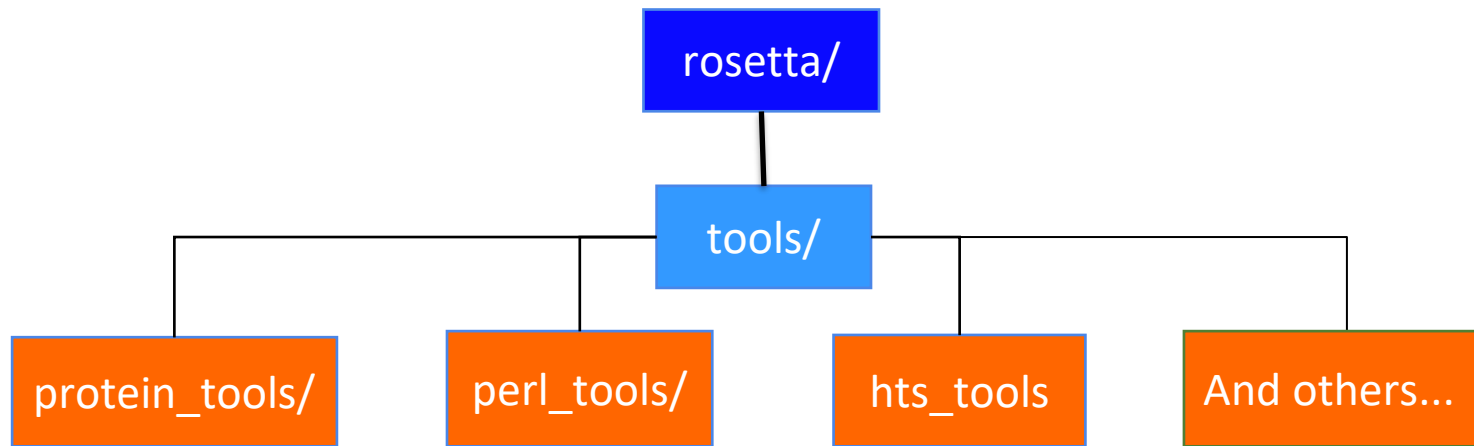 rosetta/
tools/
protein_tools/
perl_tools/
hts_tools
And others...